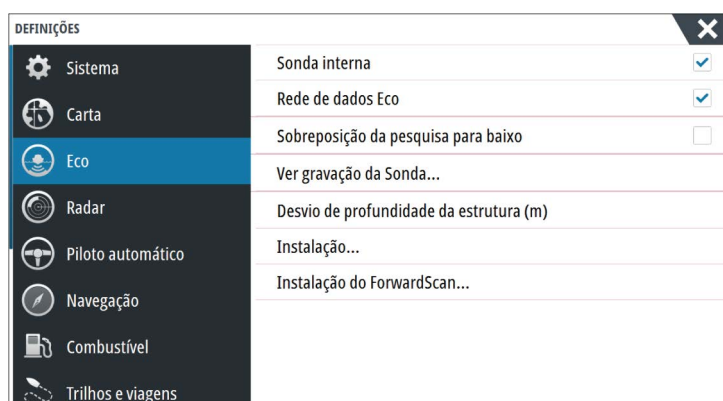 DEFINIÇÕES
Sistema
Carta
Eco
Radar
Piloto automático
Navegação
Combustível
Trilhos e viagens
Sonda interna
Rede de dados Eco
Sobreposição da pesquisa para baixo
Ver gravação da Sonda...
Desvio de profundidade da estrutura (m)
Instalação...
Instalação do ForwardScan...